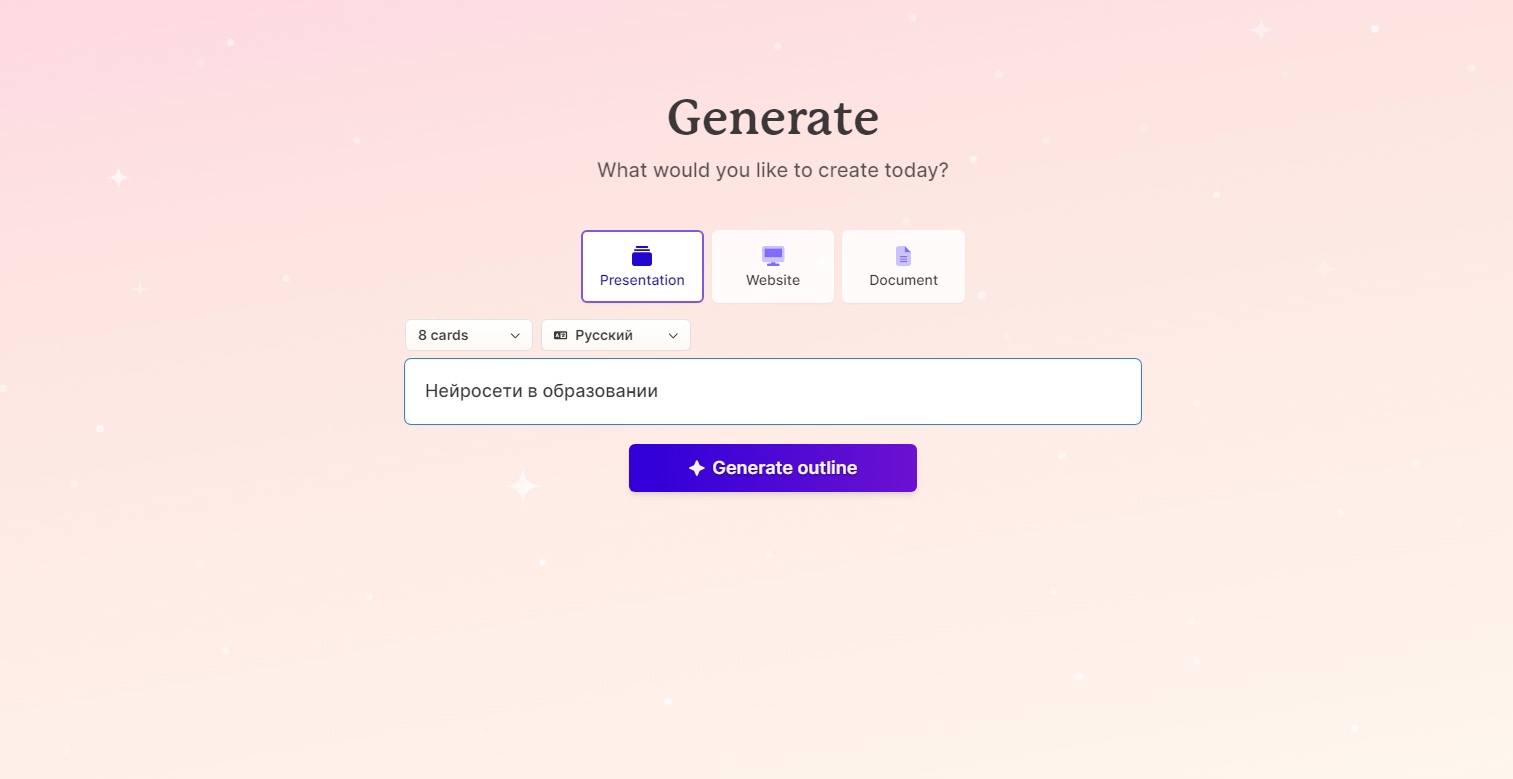 Generate
What would you like to create today?
Presentation Website Document
8 cards Русский
Нейросети в образовании
Generate outline